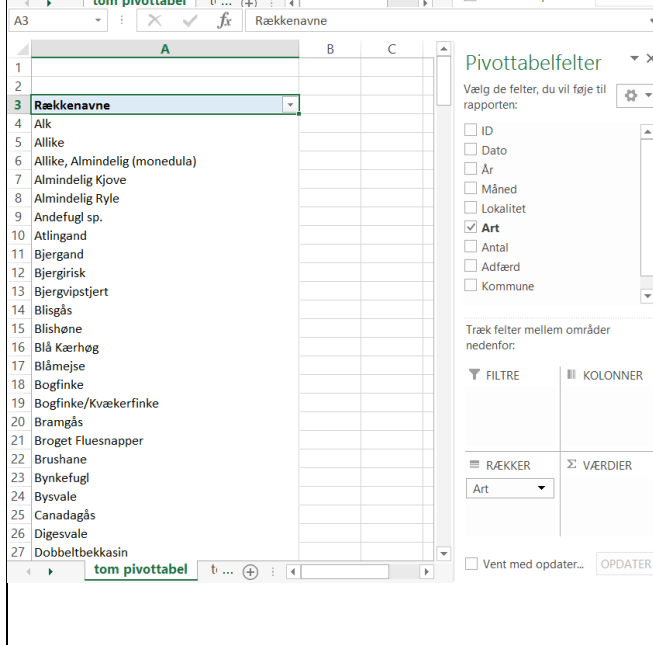 tom pivottabel
A3 fx Rækkenavne
A B C
1
2
3 Rækkenavne
4 Alk
5 Allike
6 Allike, Almindelig (monedula)
7 Almindelig Kjove
8 Almindelig Ryle
9 Andefugl sp.
10 Atlingand
11 Bjergand
12 Bjergirisk
13 Bjergvipstjert
14 Blisgås
15 Blishøne
16 Blå Kærhøg
17 Blåmejse
18 Bogfinke
19 Bogfinke/Kvækerfinke
20 Bramgås
21 Broget Fluesnapper
22 Brushane
23 Bynkefugl
24 Bysvale
25 Canadagås
26 Digesvale
27 Dobbeltbekkasin
tom pivottabel ...
Pivottabelfelter
Vælg de felter, du vil føje til
rapporten:
ID
Dato
År
Måned
Lokalitet
Art
Antal
Adfærd
Kommune
Træk felter mellem områder
nedenfor:
FILTRE
KOLONNER
RÆKKER
Σ VÆRDIER
Art
Vent med opdater... OPDATER